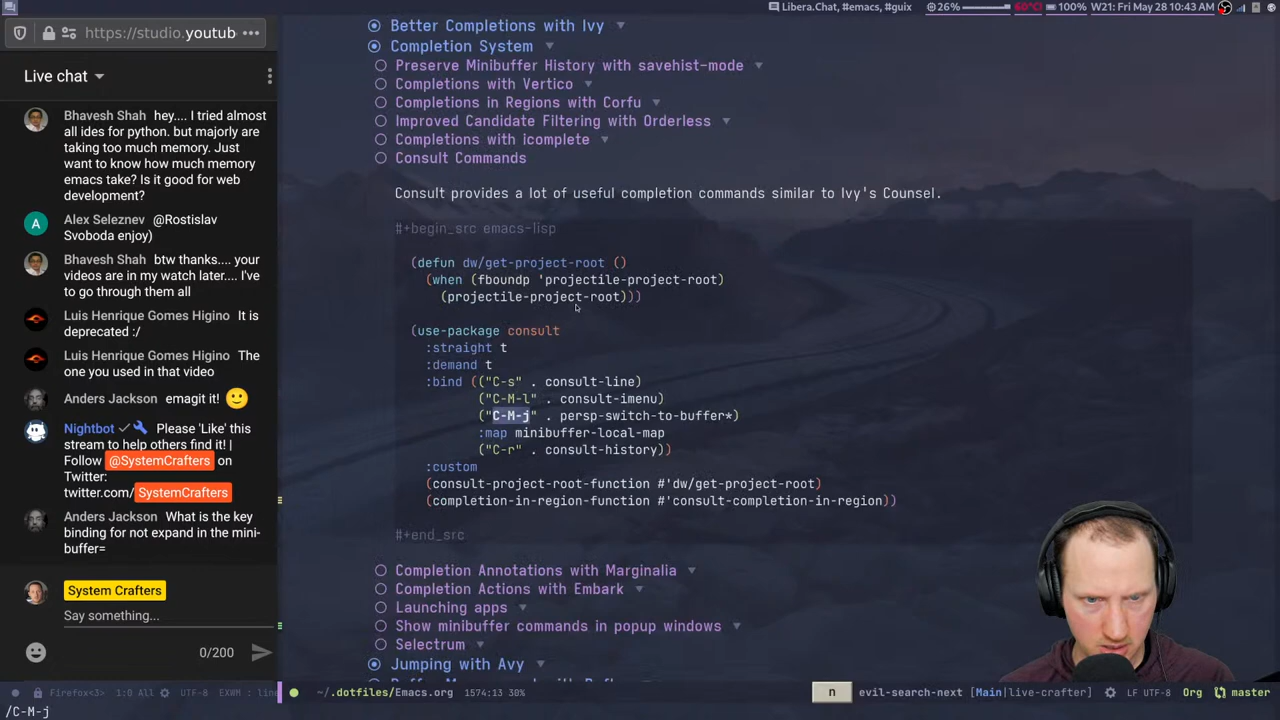 Libera.Chat, #emacs, #guix
26%
60°C
100%
W21: Fri May 28 10:43 AM
https://studio.youtub
Live chat
Bhavesh Shah hey.... I tried almost
all ides for python. but majorly are
taking too much memory. Just
want to know how much memory
emacs take? Is it good for web
development?
Alex Seleznev @Rostislav
Svoboda enjoy)
Bhavesh Shah btw thanks.... your
videos are in my watch later.... I've
to go through them all
Luis Henrique Gomes Higino It is
deprecated :/
Luis Henrique Gomes Higino The
one you used in that video
Anders Jackson emagit it!
Nightbot Please 'Like' this
stream to help others find it! |
Follow @SystemCrafters on
Twitter:
twitter.com/ SystemCrafters
Anders Jackson What is the key
binding for not expand in the mini-
buffer=
System Crafters
Say something...
0/200
Firefox<3> 1:0 All UTF-8 EXWM : line
Better Completions with Ivy
Completion System
Preserve Minibuffer History with savehist-mode
Completions with Vertico
Completions in Regions with Corfu
Improved Candidate Filtering with Orderless
Completions with icomplete
Consult Commands
Consult provides a lot of useful completion commands similar to Ivy's Counsel.
#+begin_src emacs-lisp
(defun dw/get-project-root ()
(when (fboundp 'projectile-project-root)
(projectile-project-root)))
(use-package consult
:straight t
:demand t
:bind (("C-s" . consult-line)
("C-M-l" . consult-imenu)
("C-M-j" . persp-switch-to-buffer*)
:map minibuffer-local-map
("C-r" . consult-history))
:custom
(consult-project-root-function #'dw/get-project-root)
(completion-in-region-function #'consult-completion-in-region))
#+end_src
Completion Annotations with Marginalia
Completion Actions with Embark
Launching apps
Show minibuffer commands in popup windows
Selectrum
Jumping with Avy
~/.dotfiles/Emacs.org 1574:13 30%
n evil-search-next [Main|live-crafter] LF UTF-8 Org master
/C-M-j